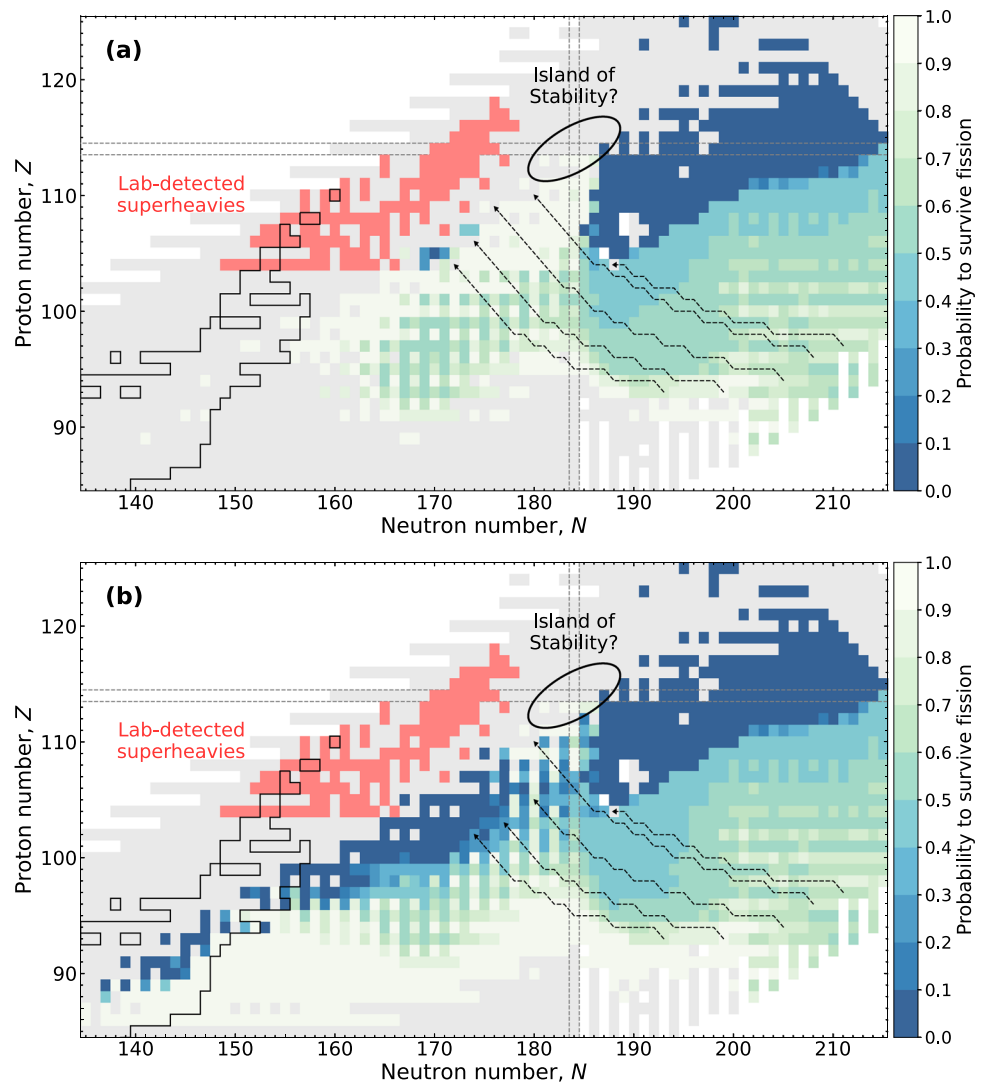 (a)
Island of
Stability?
Lab-detected
superheavies
120
110
100
90
Proton number, Z
140 150 160 170 180 190 200 210
Neutron number, N
1.0
0.9
0.8
0.7
0.6
0.5
0.4
0.3
0.2
0.1
0.0
Probability to survive fission
(b)
Island of
Stability?
Lab-detected
superheavies
120
110
100
90
Proton number, Z
140 150 160 170 180 190 200 210
Neutron number, N
1.0
0.9
0.8
0.7
0.6
0.5
0.4
0.3
0.2
0.1
0.0
Probability to survive fission